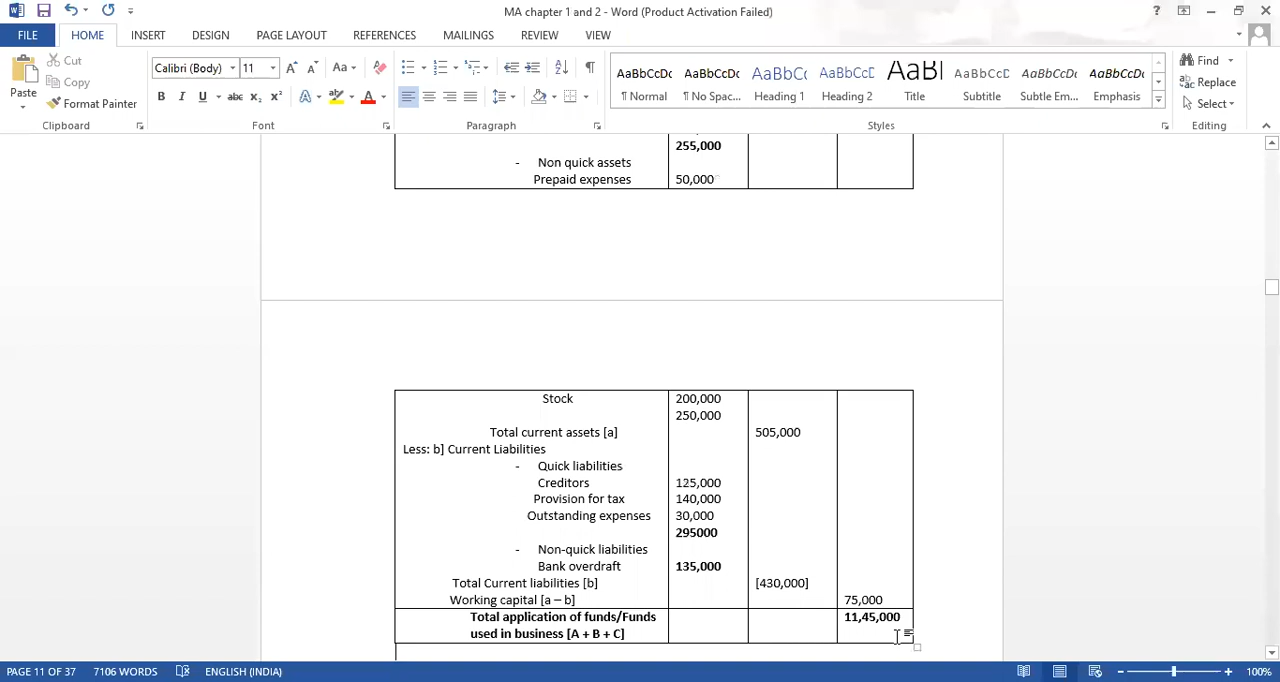 MA chapter 1 and 2 - Word (Product Activation Failed)
FILE HOME INSERT DESIGN PAGE LAYOUT REFERENCES MAILINGS REVIEW VIEW
Paste
Cut
Copy
Format Painter
Clipboard
Calibri (Body) 11
Font
Paragraph
AaBbCcDc AaBbCcDc AaBbCc AaBbCcD AaBl AaBbCcD AaBbCcDc AaBbCcDc
¶ Normal ¶ No Spac... Heading 1 Heading 2 Title Subtitle Subtle Em... Emphasis
Styles
Find
Replace
Select
Editing
255,000
- Non quick assets
Prepaid expenses 50,000
Stock 200,000
250,000
Total current assets [a] 505,000
Less: b] Current Liabilities
- Quick liabilities
Creditors 125,000
Provision for tax 140,000
Outstanding expenses 30,000
295000
- Non-quick liabilities
Bank overdraft 135,000
Total Current liabilities [b] [430,000]
Working capital [a – b] 75,000
Total application of funds/Funds 11,45,000
used in business [A + B + C]
PAGE 11 OF 37 7106 WORDS ENGLISH (INDIA) 100%